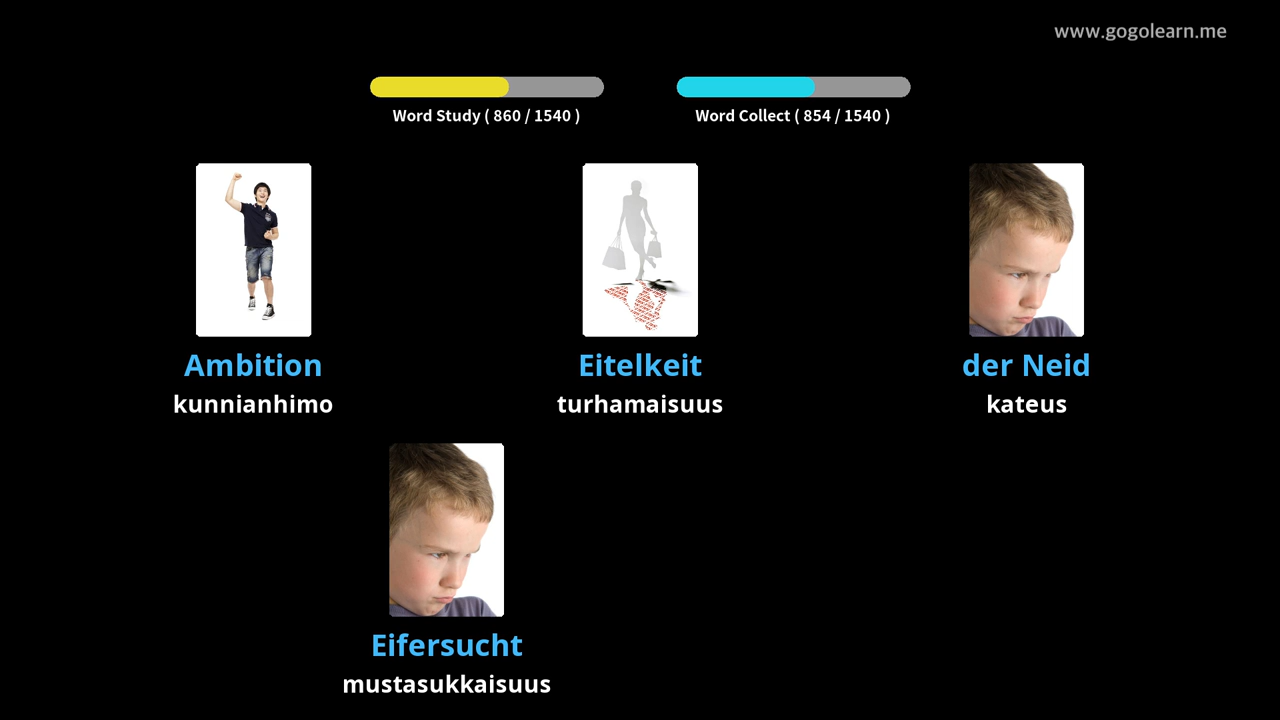 www.gogolearn.me
Word Study ( 860 / 1540 )
Word Collect ( 854 / 1540 )
Ambition
kunnianhimo
Eitelkeit
turhamaisuus
der Neid
kateus
Eifersucht
mustasukkaisuus